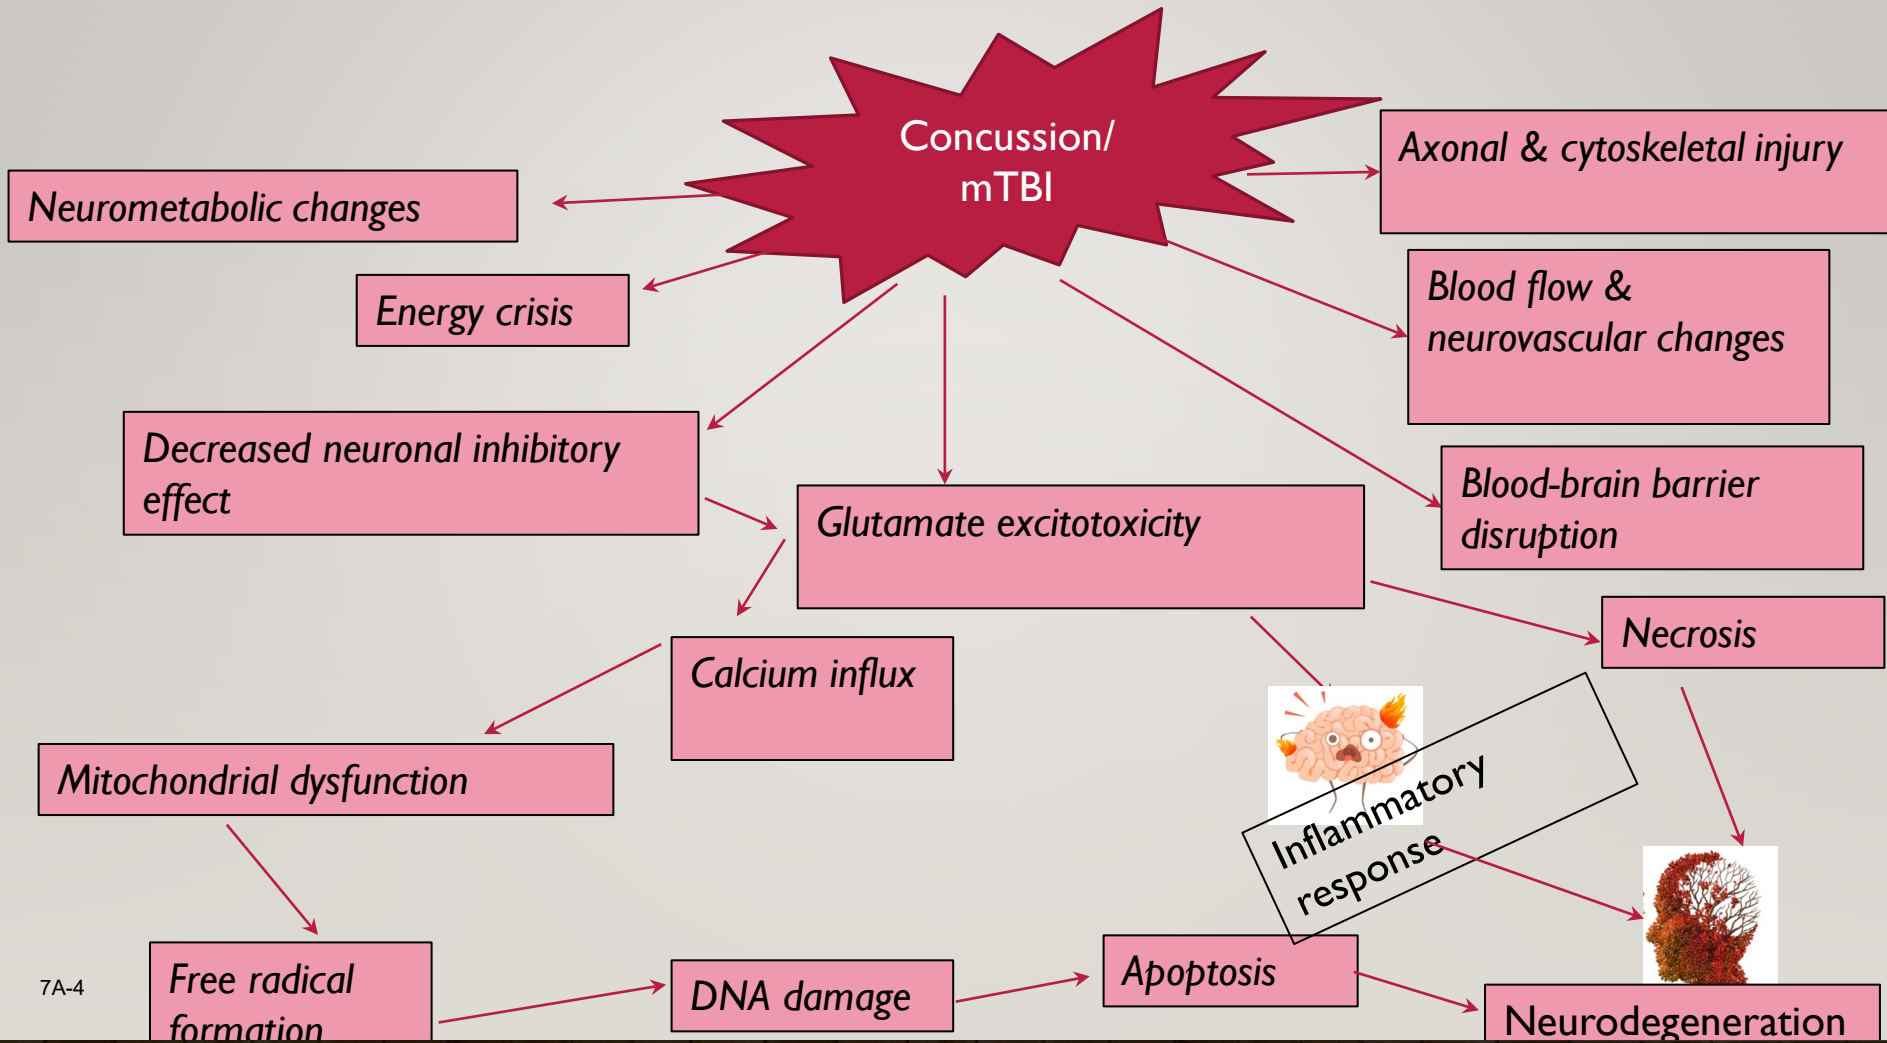 Concussion/
mTBI
Axonal & cytoskeletal injury
Neurometabolic changes
Blood flow &
neurovascular changes
Energy crisis
Decreased neuronal inhibitory
effect
Glutamate excitotoxicity
Blood-brain barrier
disruption
Necrosis
Calcium influx
Mitochondrial dysfunction
Inflammatory
response
Free radical
formation
DNA damage
Apoptosis
Neurodegeneration
7A-4